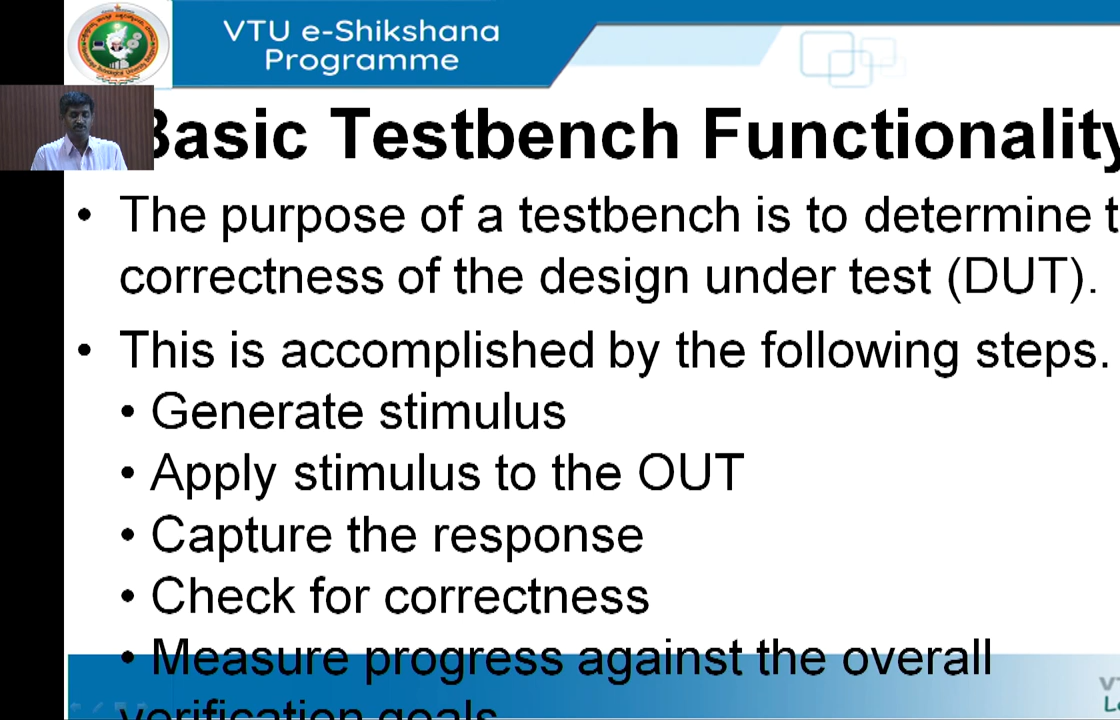 VTU e-Shikshana
Programme
Basic Testbench Functionality
• The purpose of a testbench is to determine t
correctness of the design under test (DUT).
• This is accomplished by the following steps.
• Generate stimulus
• Apply stimulus to the OUT
• Capture the response
• Check for correctness
• Measure progress against the overall
verification goals